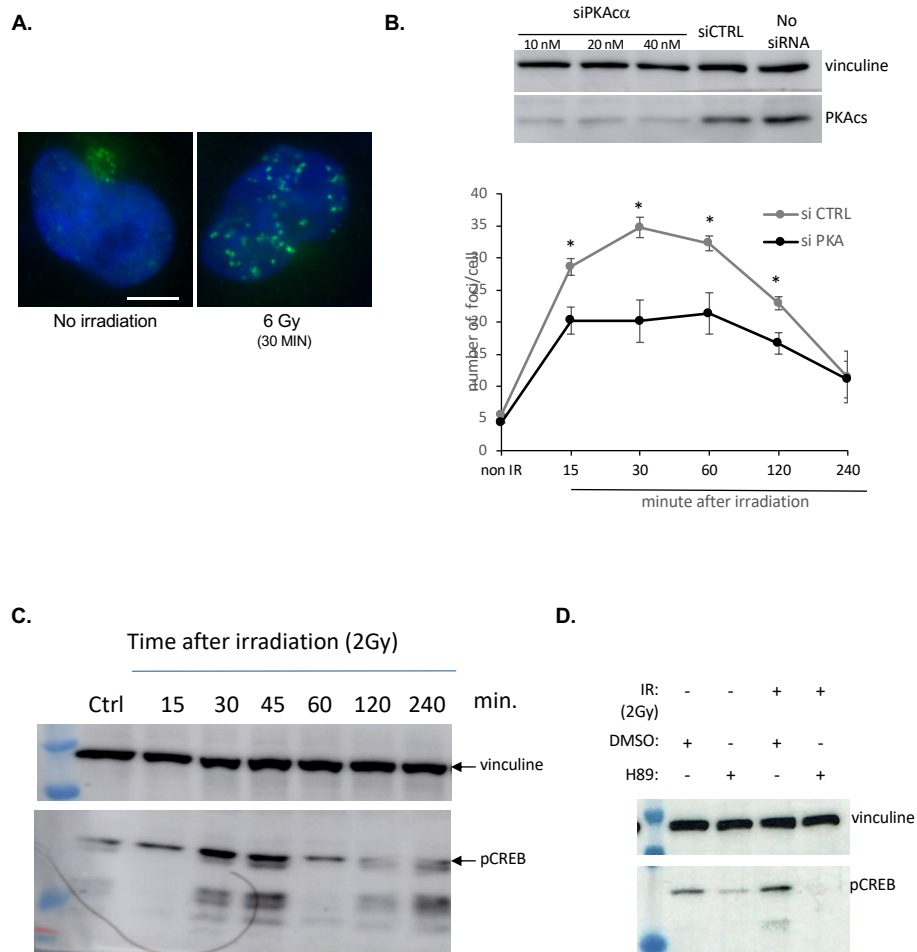 A.
No irradiation
6 Gy
(30 MIN)
B.
siPKAcα
siCTRL
No
siRNA
10 nM 20 nM 40 nM
vinculine
PKAcs
40
35
30
25
20
15
10
5
0
number of foci/cell
* * * *
si CTRL
si PKA
non IR 15 30 60 120 240
minute after irradiation
C.
Time after irradiation (2Gy)
Ctrl 15 30 45 60 120 240 min.
vinculine
pCREB
D.
IR: - - + +
(2Gy)
DMSO: + - + -
H89: - + - +
vinculine
pCREB